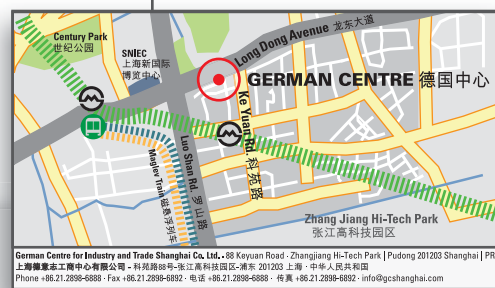 Century Park
世纪公园
SNIEC
上海新国际
博览中心
Long Dong Avenue 龙东大道
GERMAN CENTRE 德国中心
Ke Yuan Rd. 科苑路
Luo Shan Rd. 罗山路
Maglev Train 磁悬浮列车
Zhang Jiang Hi-Tech Park
张江高科技园区
German Centre for Industry and Trade Shanghai Co. Ltd. - 88 Keyuan Road · Zhangjiang Hi-Tech Park | Pudong 201203 Shanghai | PR
上海德意志工商中心有限公司 - 科苑路88号-张江高科技园区-浦东 201203 上海 · 中华人民共和国
Phone +86.21.2898-6888 · Fax +86.21.2898-6892 · 电话 +86.21.2898-6888 · 传真 +86.21.2898-6892 · info@gcshanghai.com